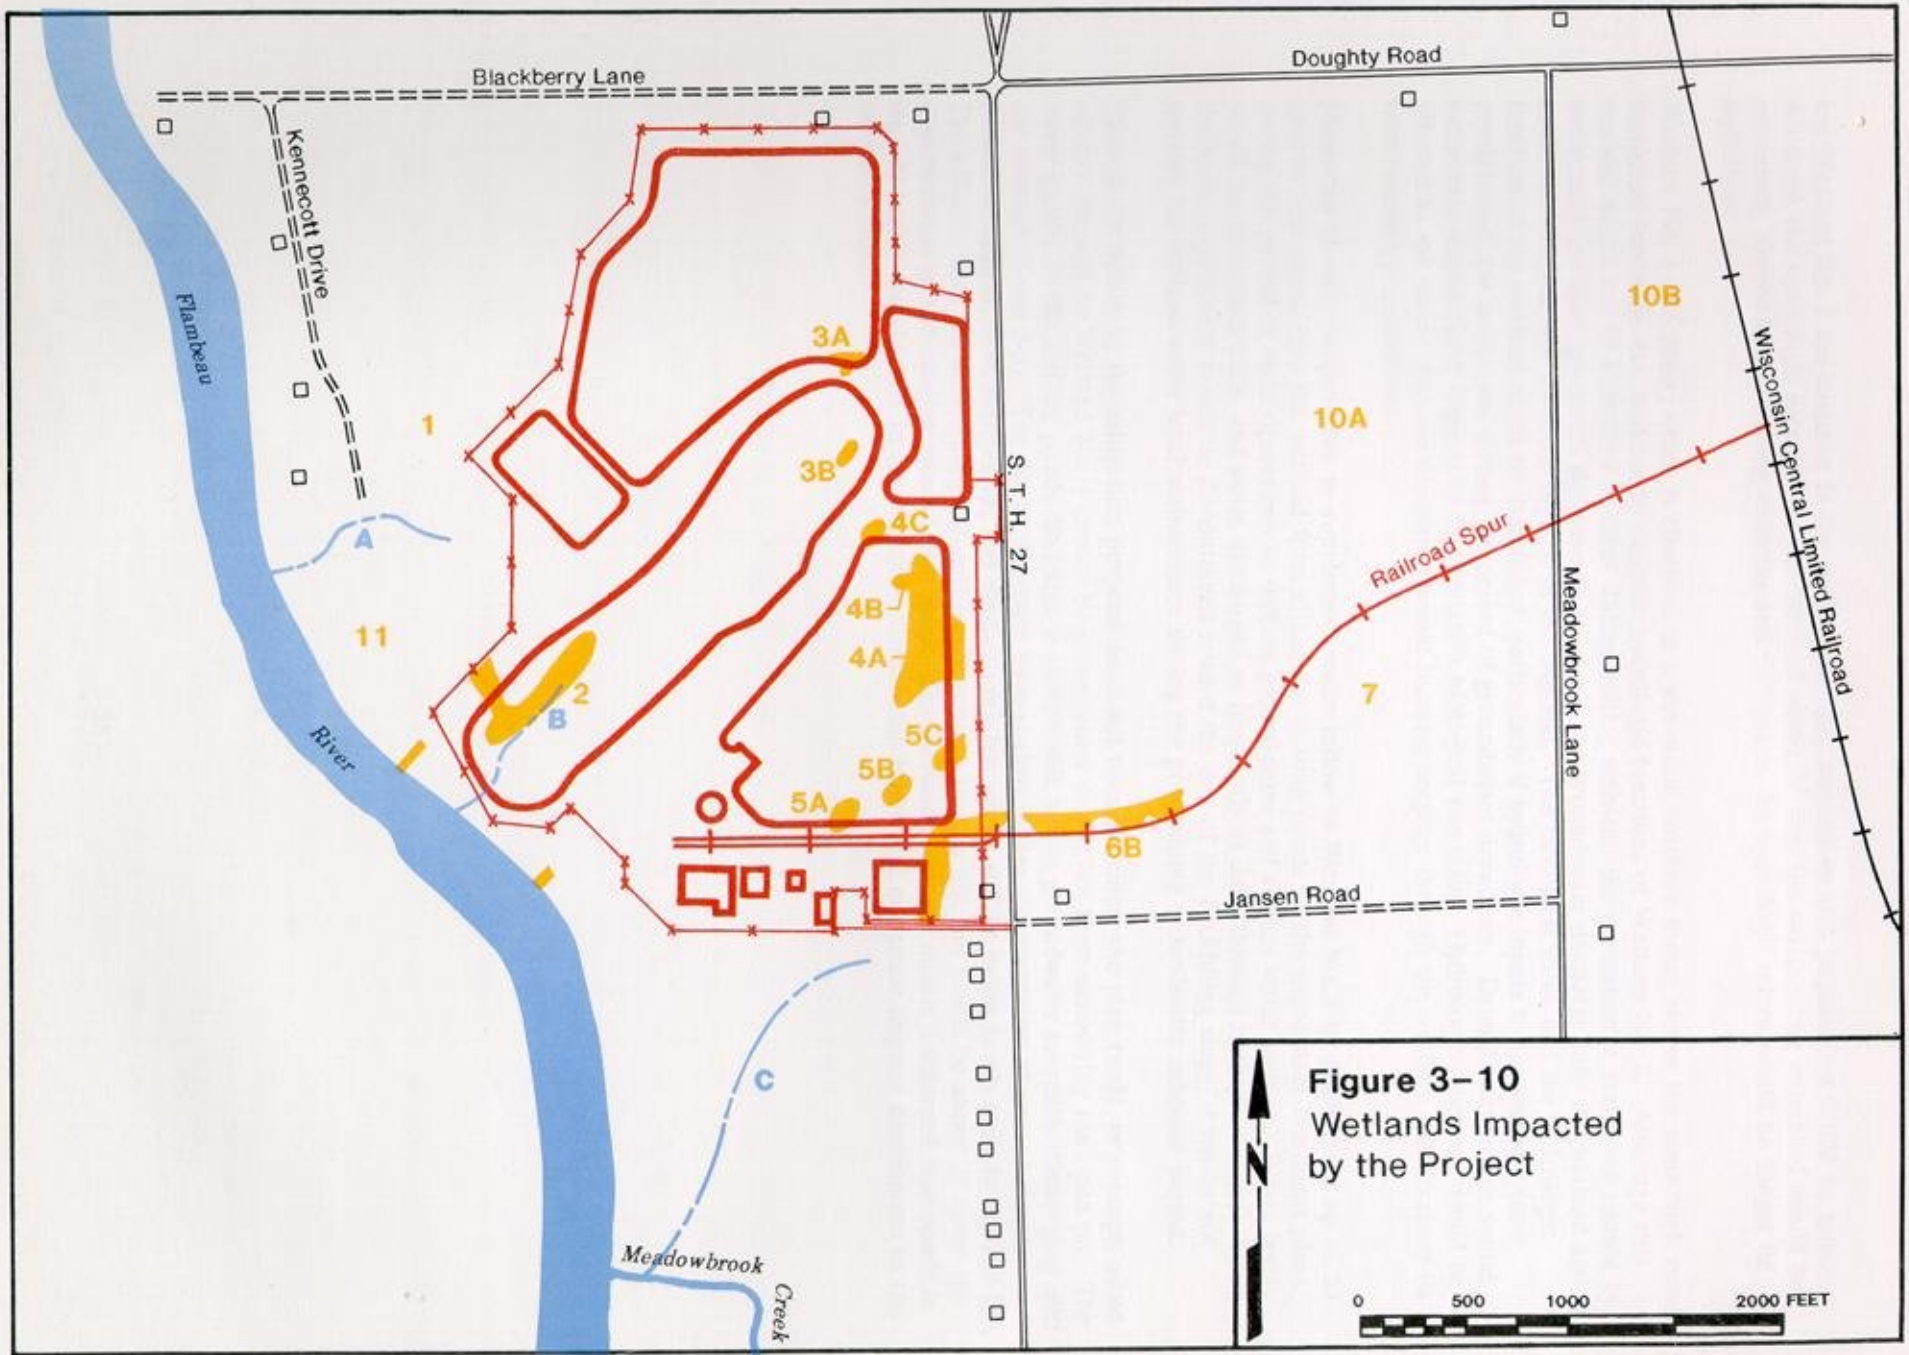 Blackberry Lane
Doughty Road
Kennecott Drive
Flambeau
River
1
3A
3B
10A
10B
Wisconsin Central Limited Railroad
S. T. H. 27
4C
A
4B
4A
11
2
B
Railroad Spur
Meadowbrook Lane
7
5C
5B
5A
6B
Jansen Road
C
Meadowbrook
Creek
Figure 3-10
Wetlands Impacted
by the Project
N
0 500 1000 2000 FEET